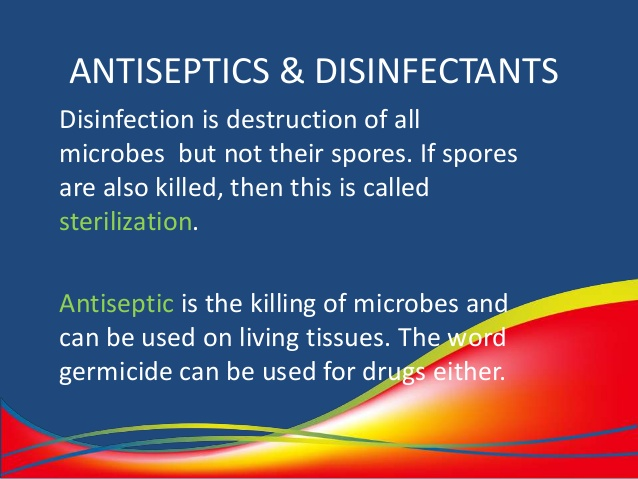 ANTISEPTICS & DISINFECTANTS
Disinfection is destruction of all
microbes but not their spores. If spores
are also killed, then this is called
sterilization.
Antiseptic is the killing of microbes and
can be used on living tissues. The word
germicide can be used for drugs either.